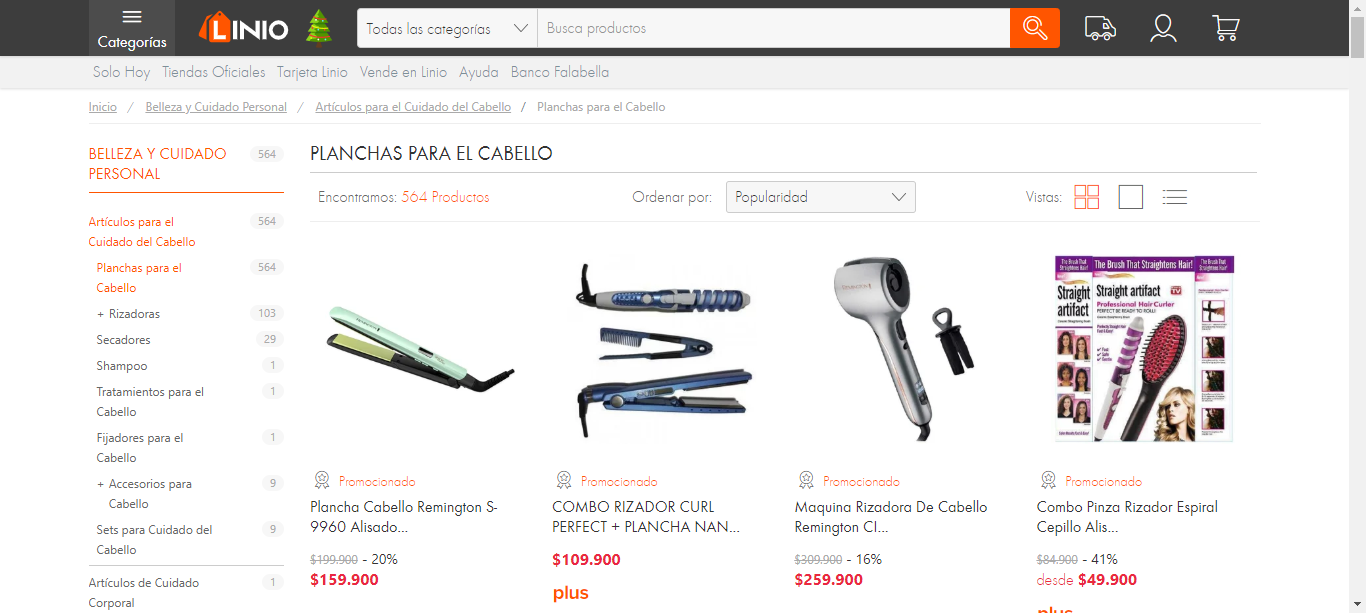 Categorías
LINIO
Todas las categorías
Busca productos
Solo Hoy Tiendas Oficiales Tarjeta Linio Vende en Linio Ayuda Banco Falabella
Inicio / Belleza y Cuidado Personal / Artículos para el Cuidado del Cabello / Planchas para el Cabello
BELLEZA Y CUIDADO 564
PERSONAL
Artículos para el 564
Cuidado del Cabello
Planchas para el 564
Cabello
+ Rizadoras 103
Secadores 29
Shampoo 1
Tratamientos para el 1
Cabello
Fijadores para el 1
Cabello
+ Accesorios para 9
Cabello
Sets para Cuidado del 9
Cabello
Artículos de Cuidado 1
Corporal
PLANCHAS PARA EL CABELLO
Encontramos: 564 Productos
Ordenar por: Popularidad
Vistas:
The Brush That Straightens Hair!
Straight artifact
Professional Hair Curler
PERFECT BE READY TO ROLL!
Promocionado
Plancha Cabello Remington S-
9960 Alisado...
$199.900 - 20%
$159.900
Promocionado
COMBO RIZADOR CURL
PERFECT + PLANCHA NAN...
$109.900
plus
Promocionado
Maquina Rizadora De Cabello
Remington CI...
$309.900 - 16%
$259.900
Promocionado
Combo Pinza Rizador Espiral
Cepillo Alis...
$84.900 - 41%
desde $49.900
plus